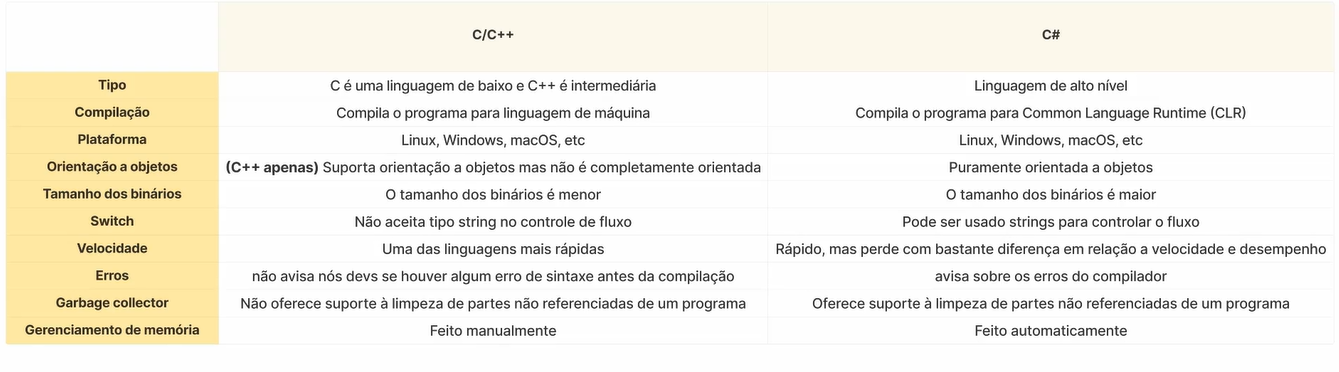 C/C++ C#
Tipo C é uma linguagem de baixo e C++ é intermediária Linguagem de alto nível
Compilação Compila o programa para linguagem de máquina Compila o programa para Common Language Runtime (CLR)
Plataforma Linux, Windows, macOS, etc Linux, Windows, macOS, etc
Orientação a objetos (C++ apenas) Suporta orientação a objetos mas não é completamente orientada Puramente orientada a objetos
Tamanho dos binários O tamanho dos binários é menor O tamanho dos binários é maior
Switch Não aceita tipo string no controle de fluxo Pode ser usado strings para controlar o fluxo
Velocidade Uma das linguagens mais rápidas Rápido, mas perde com bastante diferença em relação a velocidade e desempenho
Erros não avisa nós devs se houver algum erro de sintaxe antes da compilação avisa sobre os erros do compilador
Garbage collector Não oferece suporte à limpeza de partes não referenciadas de um programa Oferece suporte à limpeza de partes não referenciadas de um programa
Gerenciamento de memória Feito manualmente Feito automaticamente